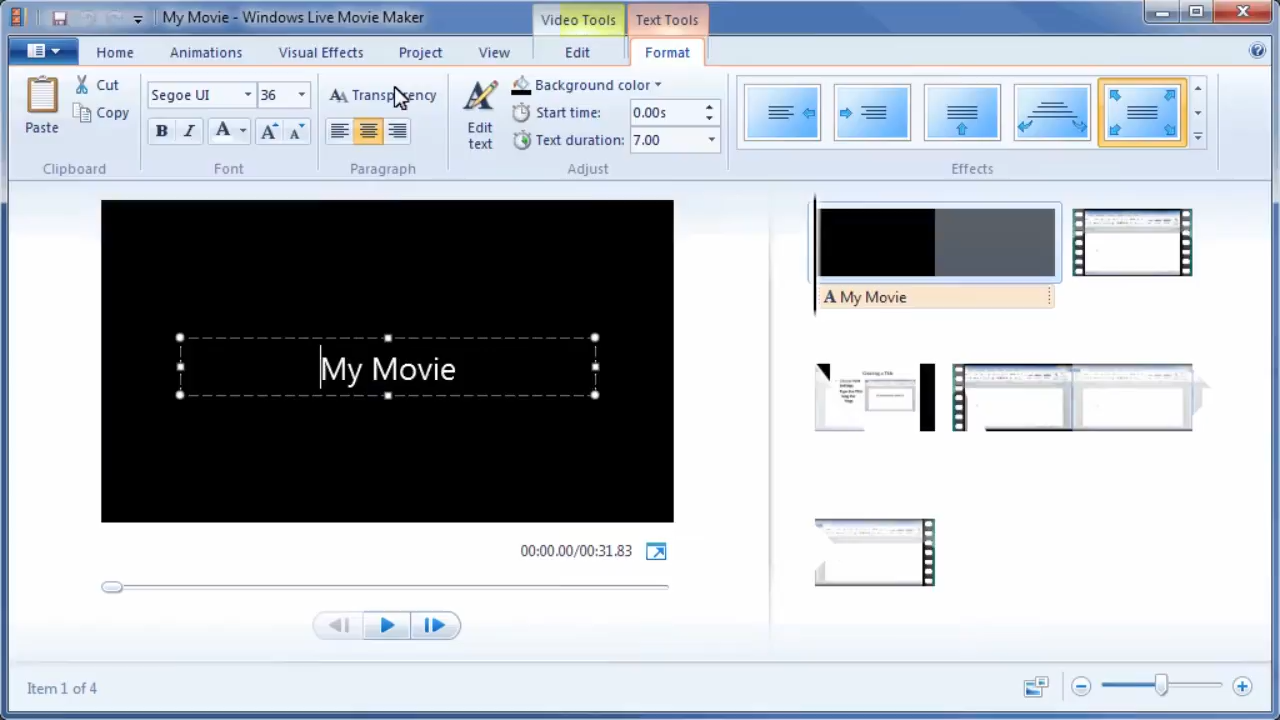 My Movie - Windows Live Movie Maker
Video Tools
Text Tools
Home
Animations
Visual Effects
Project
View
Edit
Format
Paste
Cut
Copy
Clipboard
Segoe UI
36
B I A A A
Font
Transparency
Paragraph
Edit text
Background color
Start time: 0.00s
Text duration: 7.00
Adjust
Effects
My Movie
A My Movie
00:00.00/00:31.83
Item 1 of 4